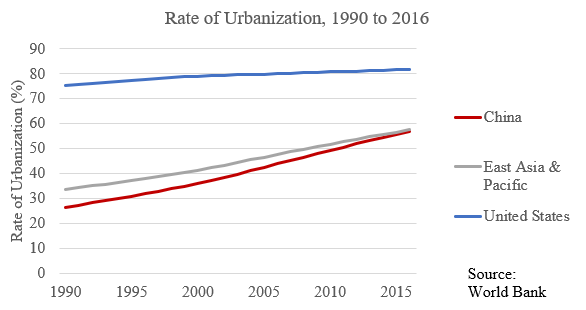 Rate of Urbanization, 1990 to 2016
Rate of Urbanization (%)
90
80
70
60
50
40
30
20
10
0
1990 1995 2000 2005 2010 2015
China
East Asia &
Pacific
United States
Source:
World Bank